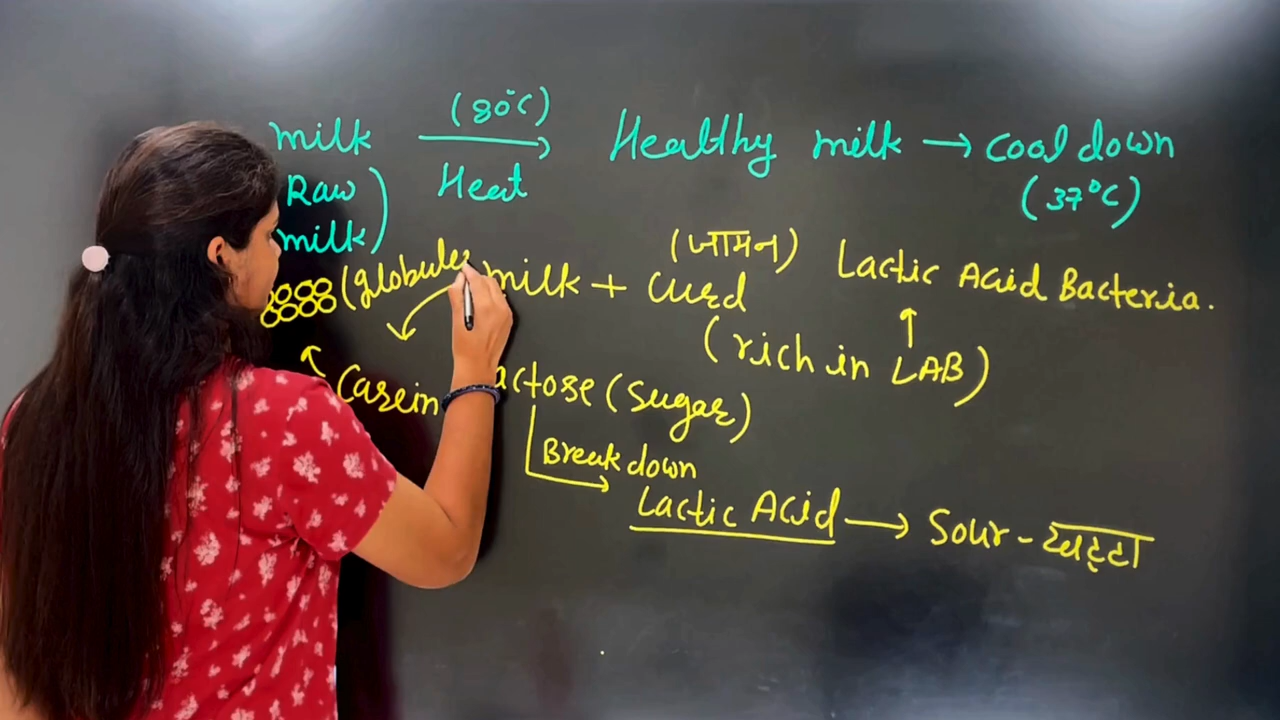 milk (80°C) → Healthy milk → cool down
Raw milk) Heat (37°C)
(जामन) Lactic Acid Bacteria.
(globules milk + Curd
(rich in LAB)
Casein actose (Sugar)
Break down
Lactic Acid → Sour - खट्टा